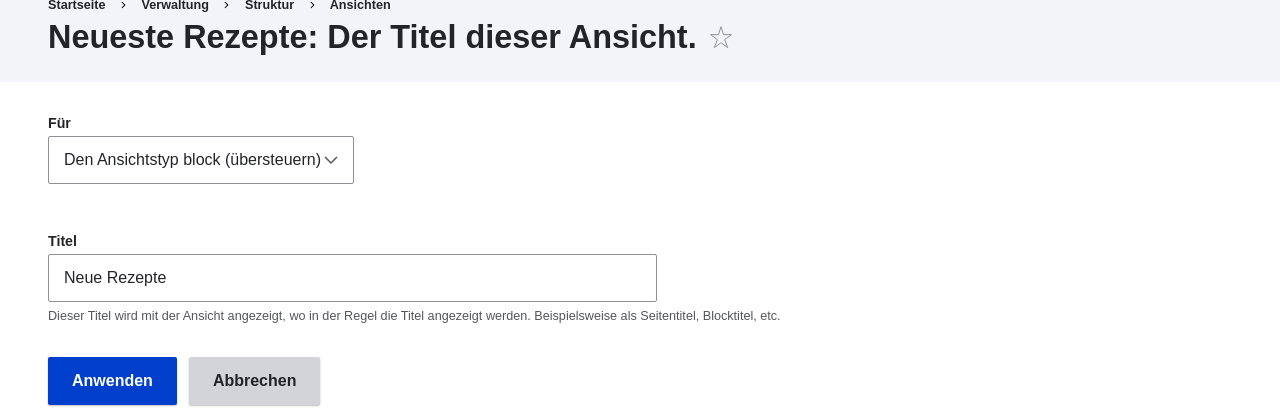 Startseite › Verwaltung › Struktur › Ansichten
Neueste Rezepte: Der Titel dieser Ansicht. ☆
Für
Den Ansichtstyp block (übersteuern)
Titel
Neue Rezepte
Dieser Titel wird mit der Ansicht angezeigt, wo in der Regel die Titel angezeigt werden. Beispielsweise als Seitentitel, Blocktitel, etc.
Anwenden Abbrechen